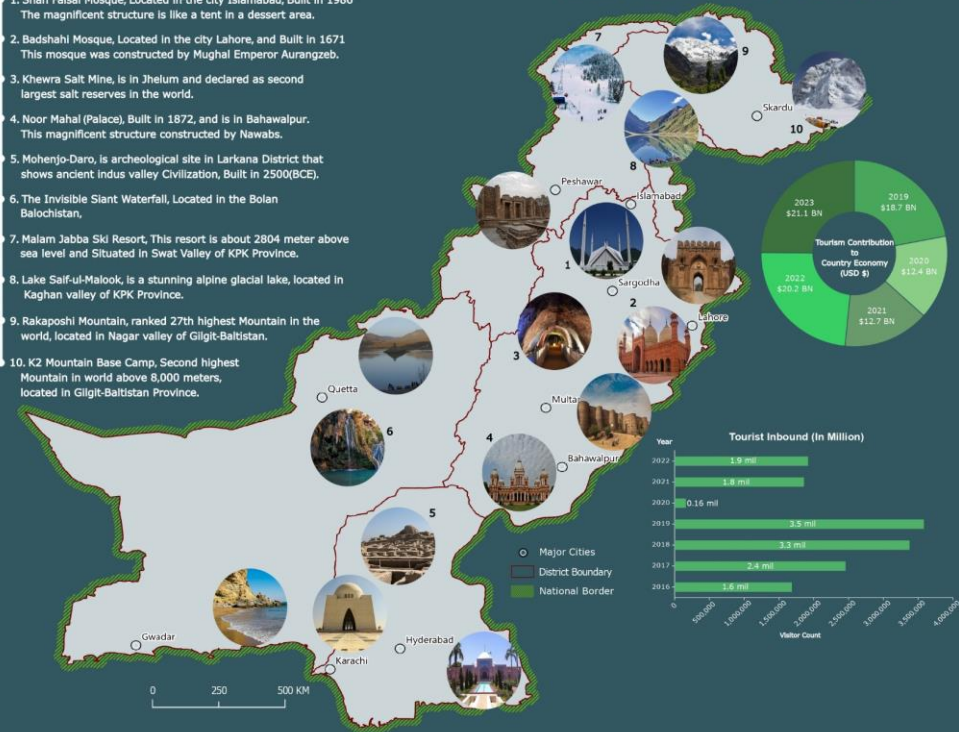 1. Shah Faisal Mosque, Located in the city Islamabad, Built in 1986
The magnificent structure is like a tent in a dessert area.
2. Badshahi Mosque, Located in the city Lahore, and Built in 1671
This mosque was constructed by Mughal Emperor Aurangzeb.
3. Khewra Salt Mine, is in Jhelum and declared as second
largest salt reserves in the world.
4. Noor Mahal (Palace), Built in 1872, and is in Bahawalpur.
This magnificent structure constructed by Nawabs.
5. Mohenjo-Daro, is archeological site in Larkana District that
shows ancient indus valley Civilization, Built in 2500(BCE).
6. The Invisible Siant Waterfall, Located in the Bolan
Balochistan,
7. Malam Jabba Ski Resort, This resort is about 2804 meter above
sea level and Situated in Swat Valley of KPK Province.
8. Lake Saif-ul-Malook, is a stunning alpine glacial lake, located in
Kaghan valley of KPK Province.
9. Rakaposhi Mountain, ranked 27th highest Mountain in the
world, located in Nagar valley of Gilgit-Baltistan.
10. K2 Mountain Base Camp, Second highest
Mountain in world above 8,000 meters,
located in Gilgit-Baltistan Province.
7
9
Skardu
10
8
Peshawar
Islamabad
1
Sargodha
2
Lahore
3
Quetta
Multan
6
4
Bahawalpur
5
Gwadar
Hyderabad
Karachi
0 250 500 KM
Major Cities
District Boundary
National Border
2019
$18.7 BN
2020
$12.4 BN
2021
$12.7 BN
2022
$20.2 BN
2023
$21.1 BN
Tourism Contribution
to
Country Economy
(USD $)
Tourist Inbound (In Million)
Year
2022 1.9 mil
2021 1.8 mil
2020 0.16 mil
2019 3.5 mil
2018 3.3 mil
2017 2.4 mil
2016 1.6 mil
0 500,000 1,000,000 1,500,000 2,000,000 2,500,000 3,000,000 3,500,000 4,000,000
Visitor Count